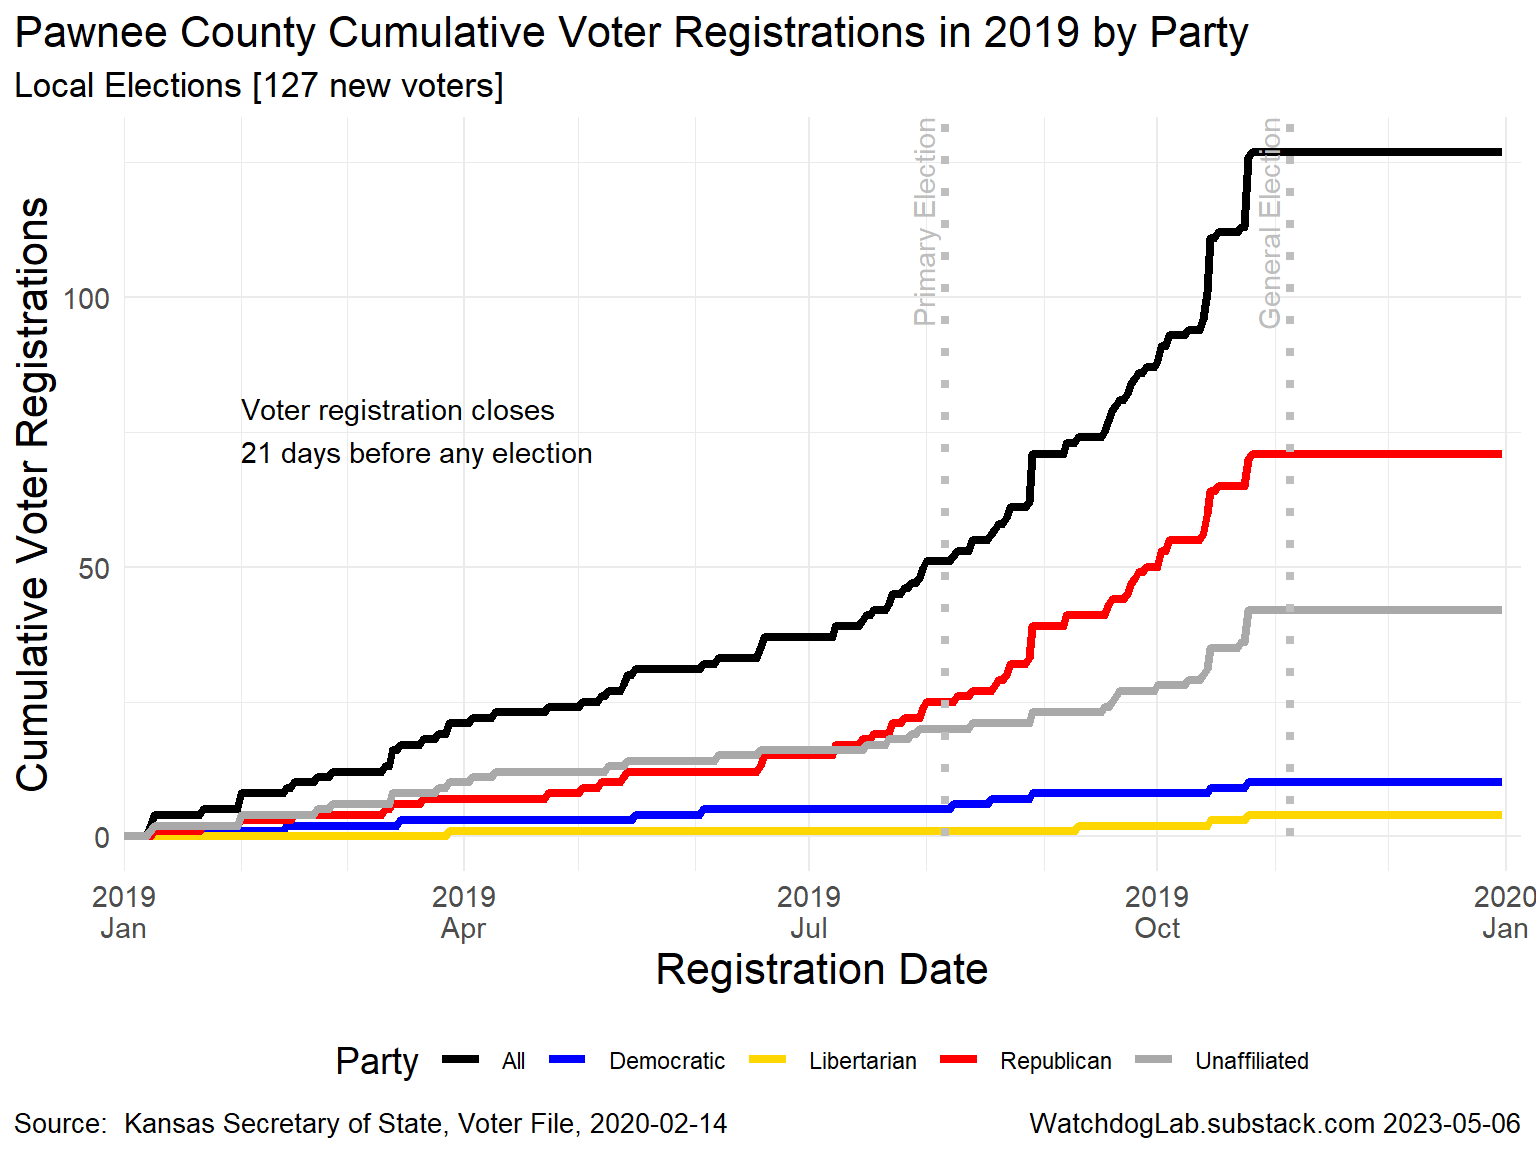 Pawnee County Cumulative Voter Registrations in 2019 by Party
Local Elections [127 new voters]
Cumulative Voter Registrations
100
50
0
Voter registration closes
21 days before any election
Primary Election
General Election
2019
Jan
2019
Apr
2019
Jul
2019
Oct
2020
Jan
Registration Date
Party
All
Democratic
Libertarian
Republican
Unaffiliated
Source:  Kansas Secretary of State, Voter File, 2020-02-14
WatchdogLab.substack.com 2023-05-06